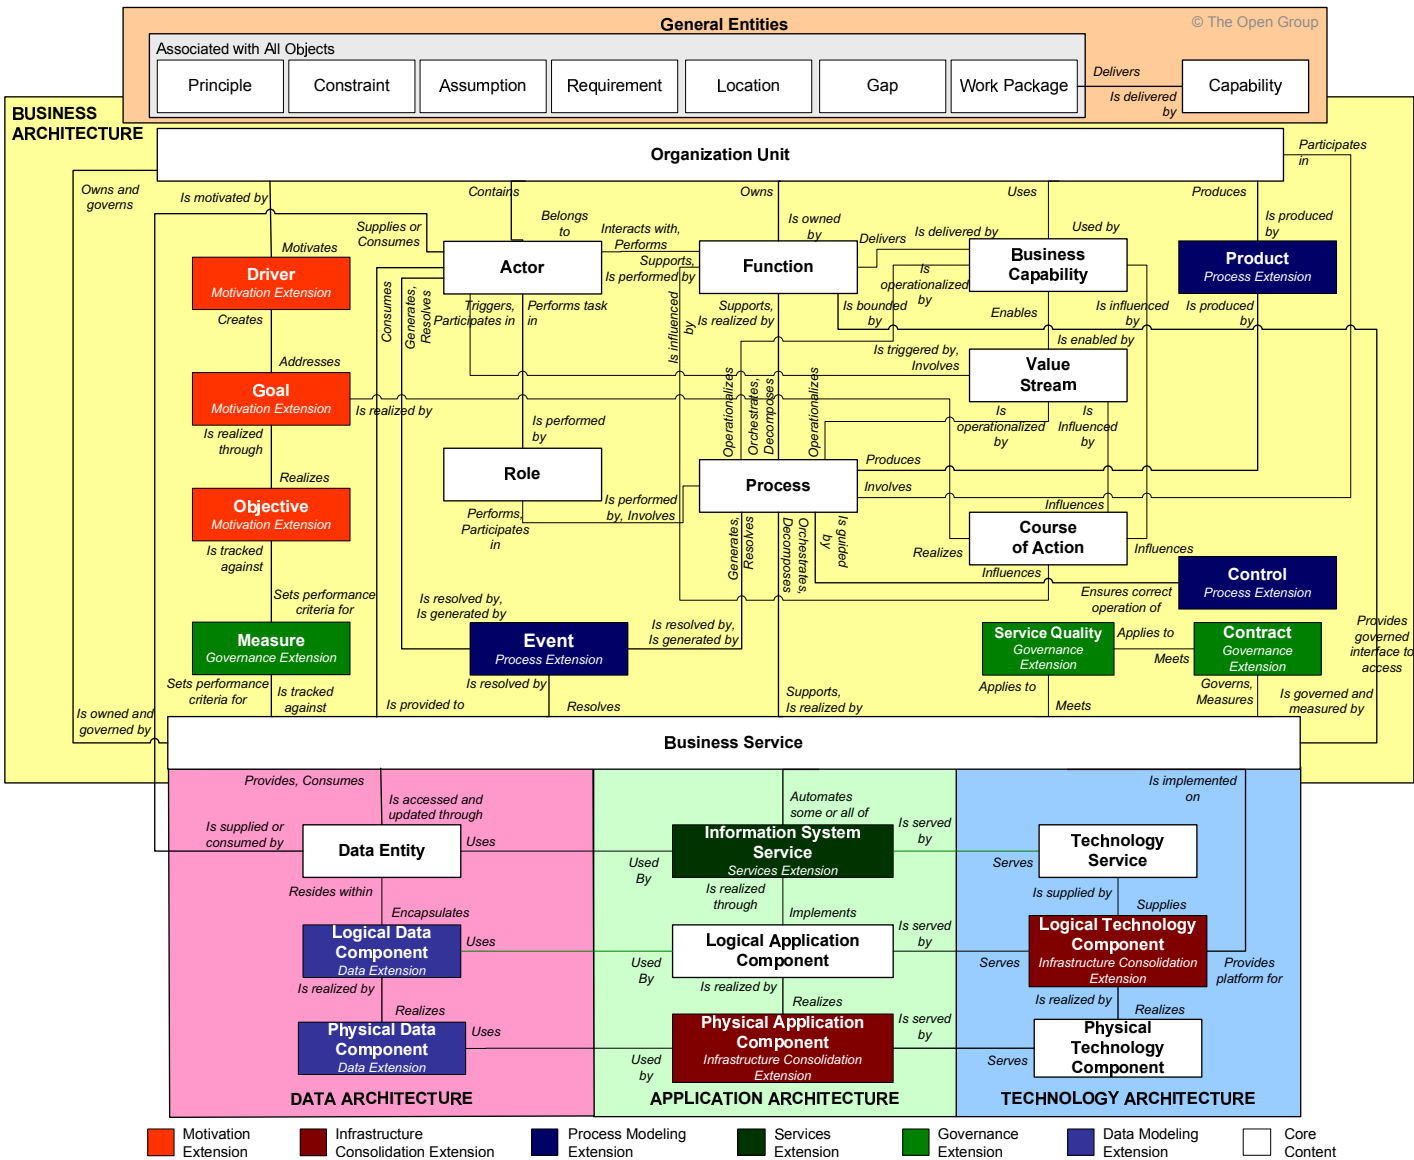 General Entities
© The Open Group
Associated with All Objects
Principle
Constraint
Assumption
Requirement
Location
Gap
Work Package
Delivers
Is delivered
by
Capability
BUSINESS
ARCHITECTURE
Organization Unit
Participates
in
Owns and
governs
Is motivated by
Contains
Owns
Uses
Produces
Supplies or
Consumes
Belongs
to
Interacts with,
Performs
Is owned
by
Delivers
Is delivered by
Used by
Is produced
by
Motivates
Driver
Motivation Extension
Actor
Supports,
Is performed by
Function
Business
Capability
Product
Process Extension
Is
operationalized
by
Creates
Consumes
Generates,
Resolves
Triggers,
Participates in
Performs task
in
Is influenced
by
Supports,
Is realized by
Is bounded
by
Enables
Is influenced
by
Is produced
by
Is enabled by
Is triggered by,
Involves
Addresses
Goal
Motivation Extension
Is realized by
Value
Stream
Operationalizes
Orchestrates,
Decomposes
Operationalizes
Is
operationalized
by
Is
Influenced
by
Is realized
through
Is performed
by
Role
Process
Produces
Involves
Realizes
Objective
Motivation Extension
Performs,
Participates
in
Is performed
by, Involves
Generates,
Resolves
Orchestrates,
Decomposes
Is guided
by
Influences
Course
of Action
Realizes
Influences
Influences
Is tracked
against
Control
Process Extension
Ensures correct
operation of
Sets performance
criteria for
Is resolved by,
Is generated by
Measure
Governance Extension
Event
Process Extension
Is resolved by,
Is generated by
Service Quality
Governance
Extension
Applies to
Meets
Contract
Governance
Extension
Provides
governed
interface to
access
Sets performance
criteria for
Is tracked
against
Is resolved by
Resolves
Is provided to
Supports,
Is realized by
Applies to
Meets
Governs,
Measures
Is governed and
measured by
Is owned and
governed by
Business Service
Provides, Consumes
Is accessed and
updated through
Automates
some or all of
Is implemented
on
Is supplied or
consumed by
Data Entity
Uses
Used
By
Information System
Service
Services Extension
Is served
by
Serves
Technology
Service
Resides within
Encapsulates
Is realized
through
Implements
Is supplied by
Supplies
Logical Data
Component
Data Extension
Uses
Used
By
Logical Application
Component
Is served
by
Serves
Logical Technology
Component
Infrastructure Consolidation
Extension
Provides
platform for
Is realized by
Realizes
Is realized by
Realizes
Is realized by
Realizes
Physical Data
Component
Data Extension
Uses
Used
by
Physical Application
Component
Infrastructure Consolidation
Extension
Is served
by
Serves
Physical
Technology
Component
DATA ARCHITECTURE
APPLICATION ARCHITECTURE
TECHNOLOGY ARCHITECTURE
Motivation
Extension
Infrastructure
Consolidation Extension
Process Modeling
Extension
Services
Extension
Governance
Extension
Data Modeling
Extension
Core
Content